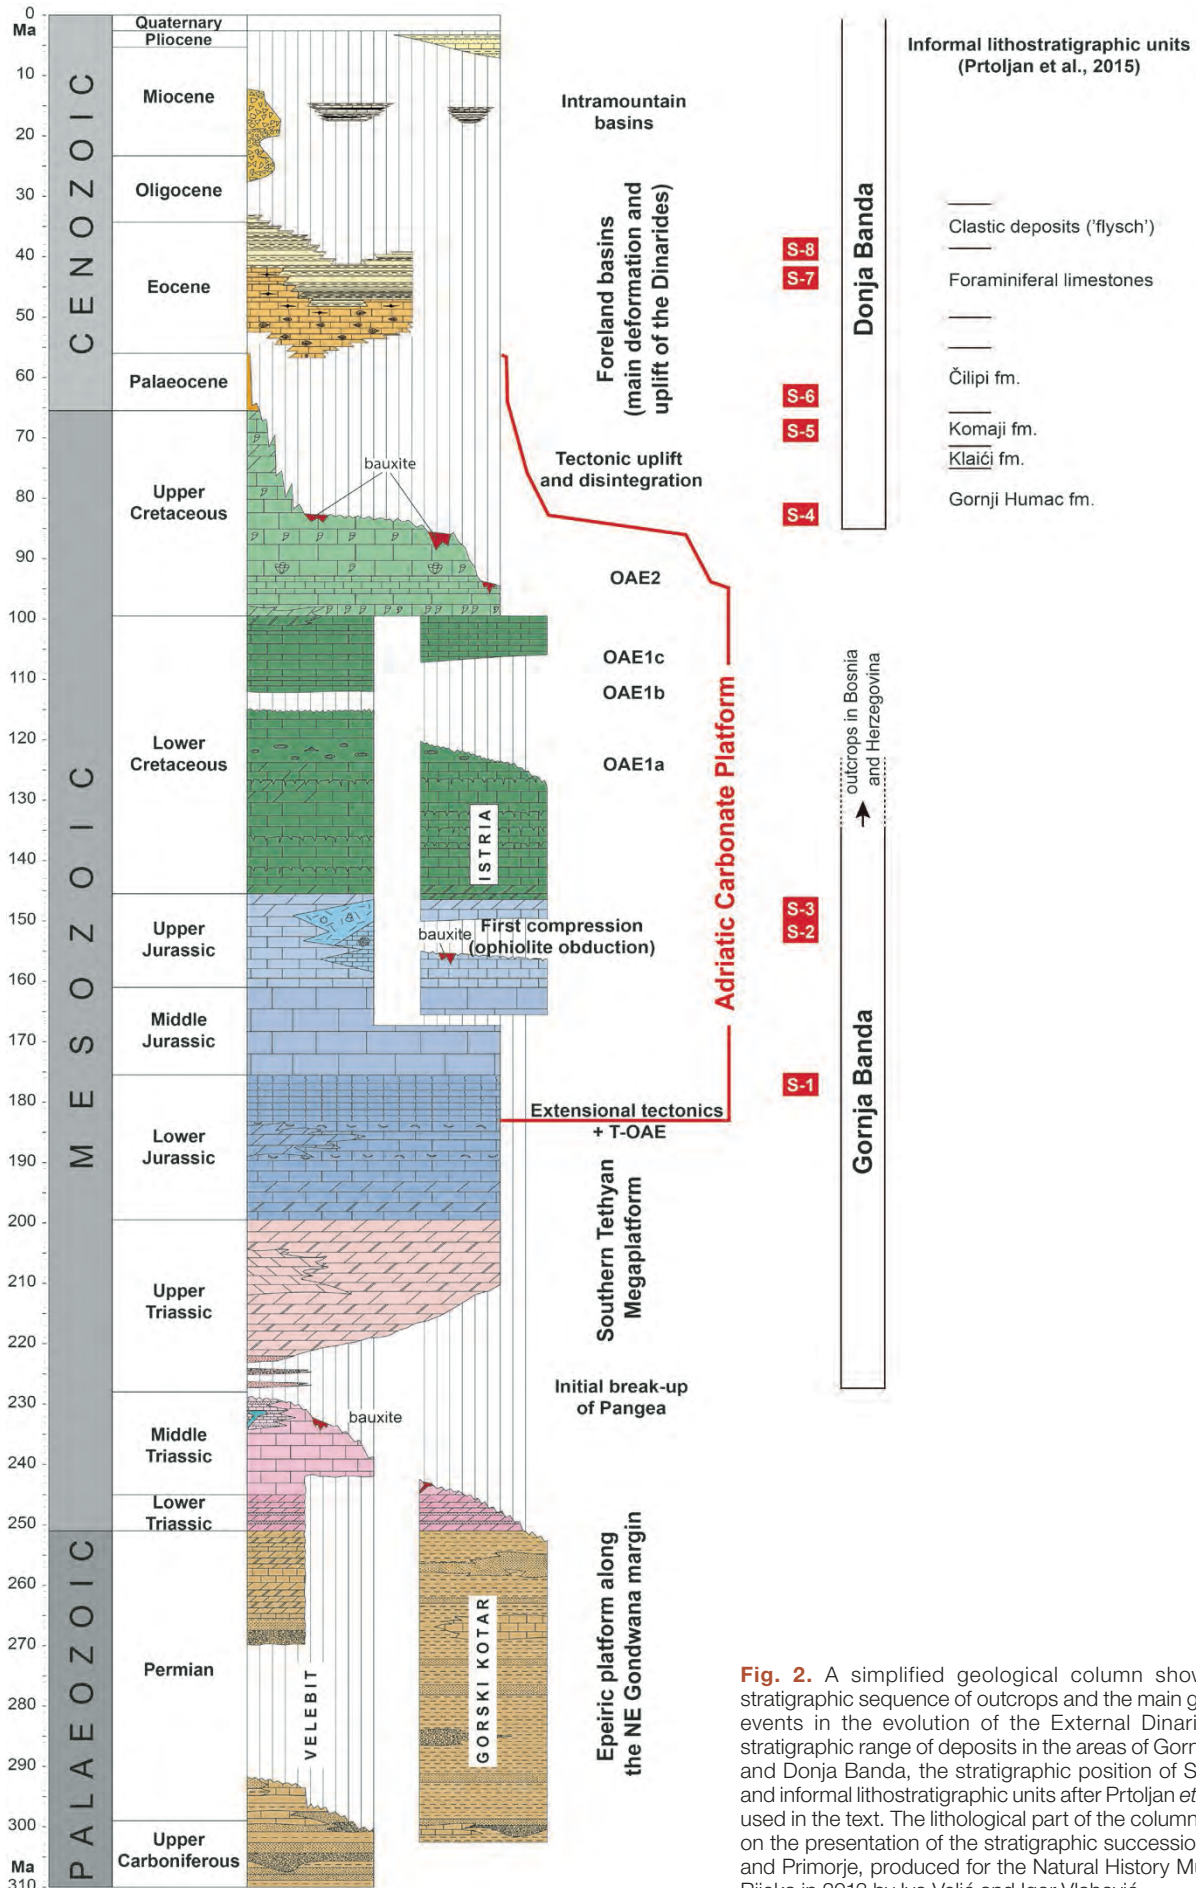 0
Ma
10
20
30
40
50
60
70
80
90
100
110
120
130
140
150
160
170
180
190
200
210
220
230
240
250
260
270
280
290
300
Ma
310
CENOZOIC
MESOZOIC
PALAEOZOIC
Quaternary
Pliocene
Miocene
Oligocene
Eocene
Palaeocene
Upper
Cretaceous
Lower
Cretaceous
Upper
Jurassic
Middle
Jurassic
Lower
Jurassic
Upper
Triassic
Middle
Triassic
Lower
Triassic
Permian
Upper
Carboniferous
bauxite
ISTRIA
bauxite
bauxite
VELEBIT
GORSKI KOTAR
Intramountain
basins
Foreland basins
(main deformation and
uplift of the Dinarides)
Tectonic uplift
and disintegration
OAE2
OAE1c
OAE1b
OAE1a
First compression
(ophiolite obduction)
Adriatic Carbonate Platform
Extensional tectonics
+ T-OAE
Southern Tethyan
Megaplatform
Initial break-up
of Pangea
Epeiric platform along
the NE Gondwana margin
S-8
S-7
S-6
S-5
S-4
S-3
S-2
S-1
Donja Banda
outcrops in Bosnia
and Herzegovina
Gornja Banda
Informal lithostratigraphic units
(Prtoljan et al., 2015)
Clastic deposits ('flysch')
Foraminiferal limestones
Čilipi fm.
Komaji fm.
Klaići fm.
Gornji Humac fm.
Fig. 2. A simplified geological column show
stratigraphic sequence of outcrops and the main g
events in the evolution of the External Dinari
stratigraphic range of deposits in the areas of Gorn
and Donja Banda, the stratigraphic position of S
and informal lithostratigraphic units after Prtoljan et
used in the text. The lithological part of the column
on the presentation of the stratigraphic succession
and Primorje, produced for the Natural History Mu